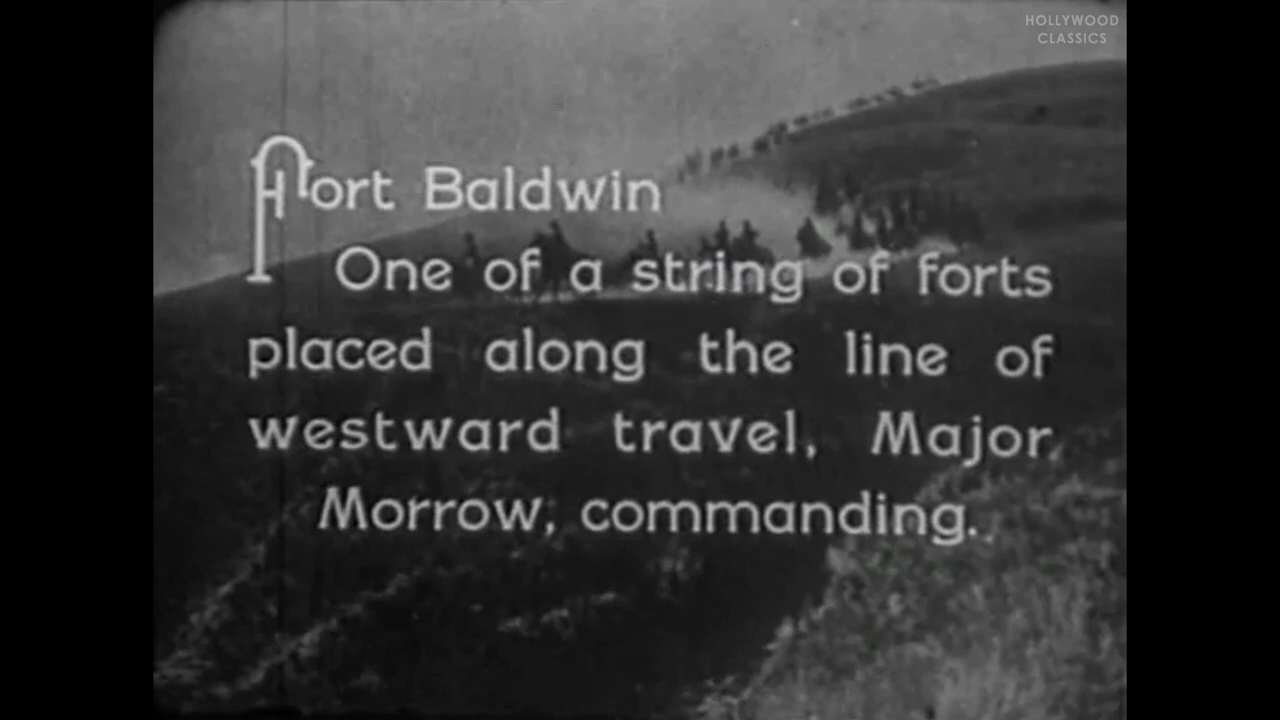 HOLLYWOOD
CLASSICS
Fort Baldwin
One of a string of forts
placed along the line of
westward travel, Major
Morrow, commanding.